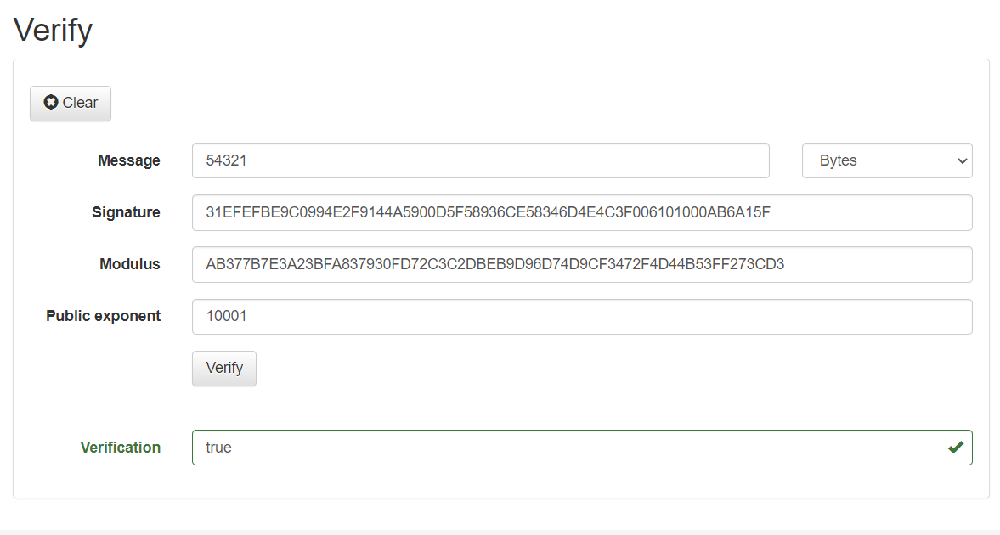 Verify
Clear
Message 54321 Bytes
Signature 31EFEFBE9C0994E2F9144A5900D5F58936CE58346D4E4C3F006101000AB6A15F
Modulus AB377B7E3A23BFA837930FD72C3C2DBEB9D96D74D9CF3472F4D44B53FF273CD3
Public exponent 10001
Verify
Verification true